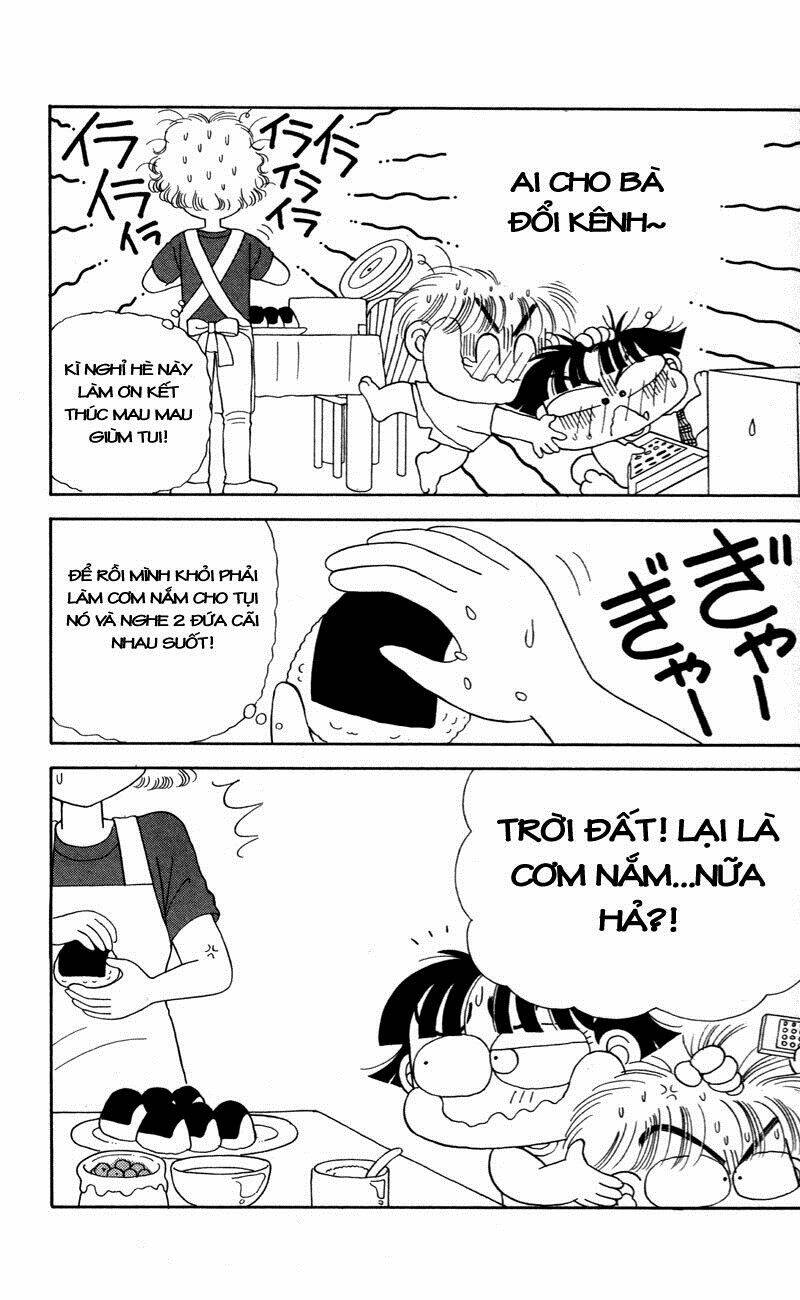 AI CHO BÀ
ĐỔI KÊNH~
イライラ
イラ
イライラ
イラ
イラ
KÌ NGHỈ HÈ NÀY
LÀM ƠN KẾT
THÚC MAU MAU
GIÙM TUI!
ĐỂ RỒI MÌNH KHỎI PHẢI
LÀM CƠM NẮM CHO TỤI
NÓ VÀ NGHE 2 ĐỨA CÃI
NHAU SUỐT!
ぎゃー
ぎゃー
TRỜI ĐẤT! LẠI LÀ
CƠM NẮM...NỮA
HẢ?!